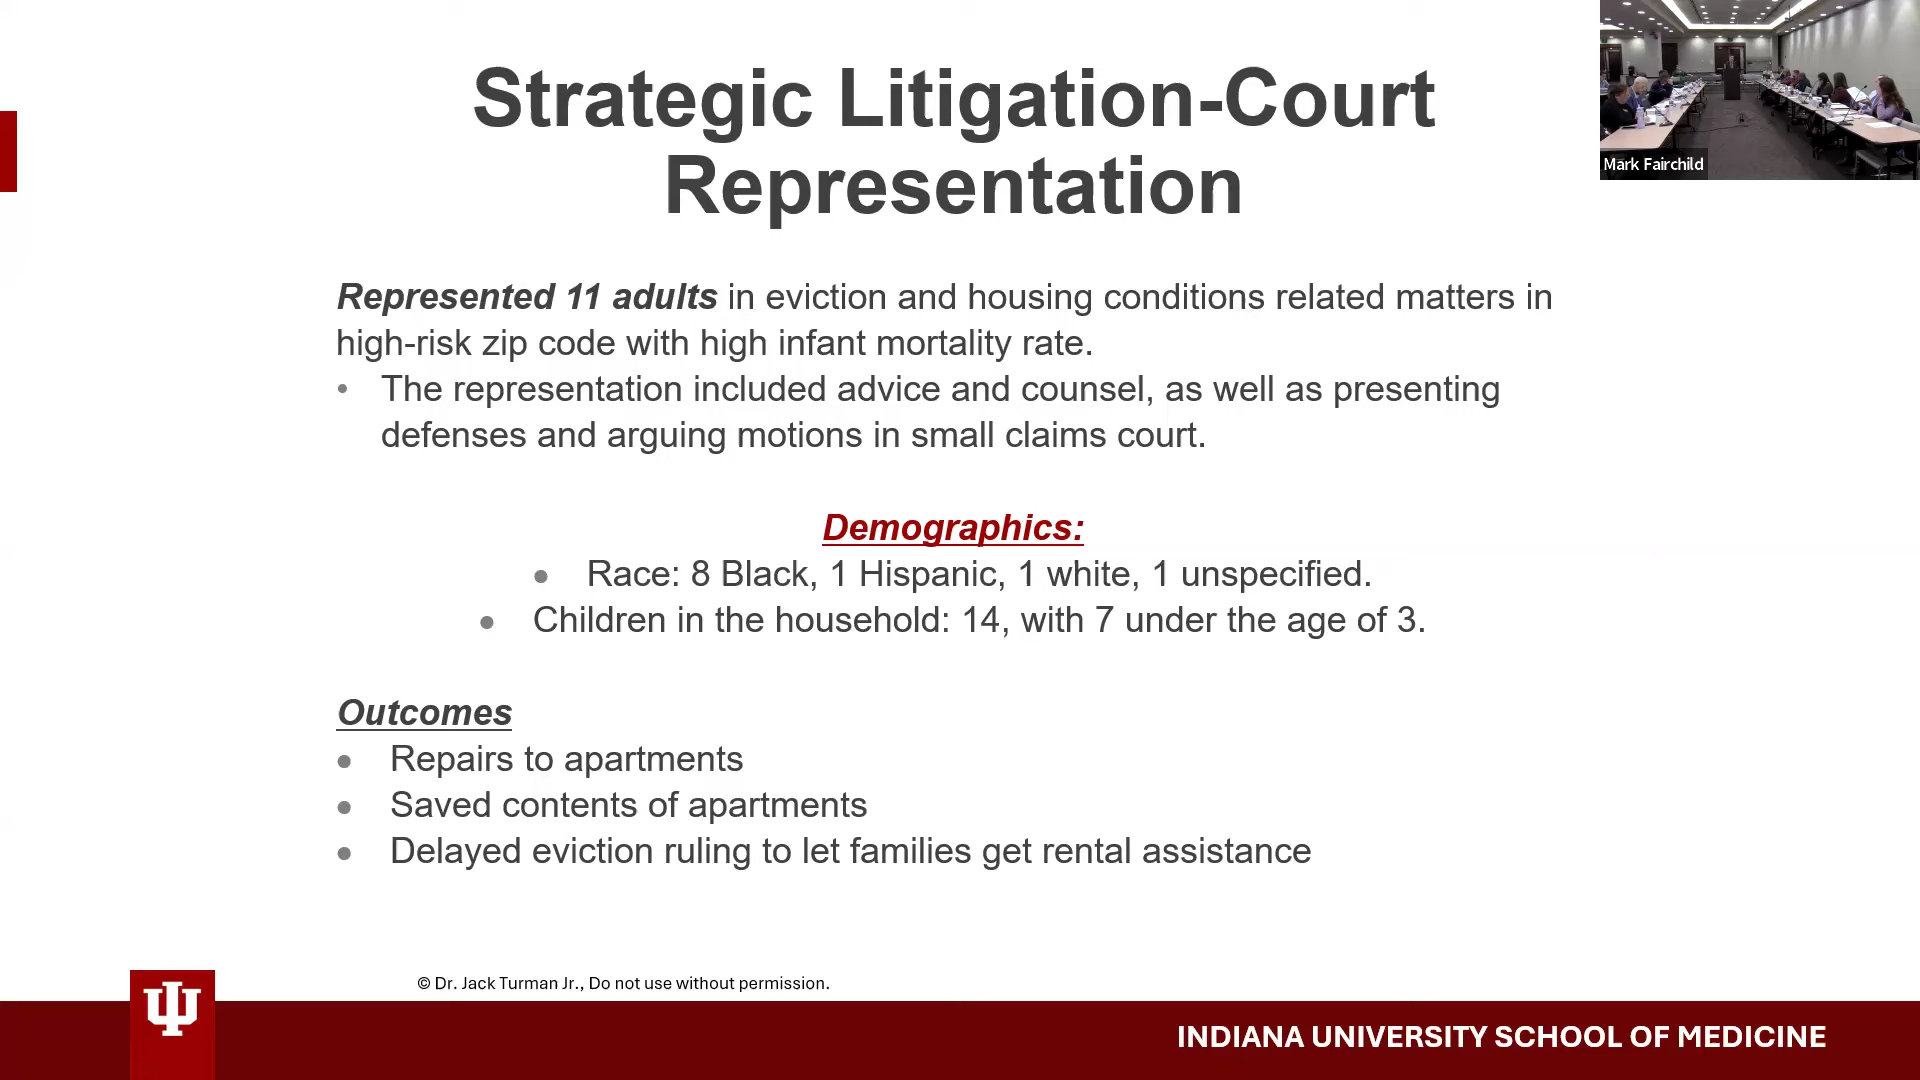 Strategic Litigation-Court
Representation
Mark Fairchild
Represented 11 adults in eviction and housing conditions related matters in
high-risk zip code with high infant mortality rate.
• The representation included advice and counsel, as well as presenting
defenses and arguing motions in small claims court.
Demographics:
● Race: 8 Black, 1 Hispanic, 1 white, 1 unspecified.
● Children in the household: 14, with 7 under the age of 3.
Outcomes
● Repairs to apartments
● Saved contents of apartments
● Delayed eviction ruling to let families get rental assistance
© Dr. Jack Turman Jr., Do not use without permission.
INDIANA UNIVERSITY SCHOOL OF MEDICINE